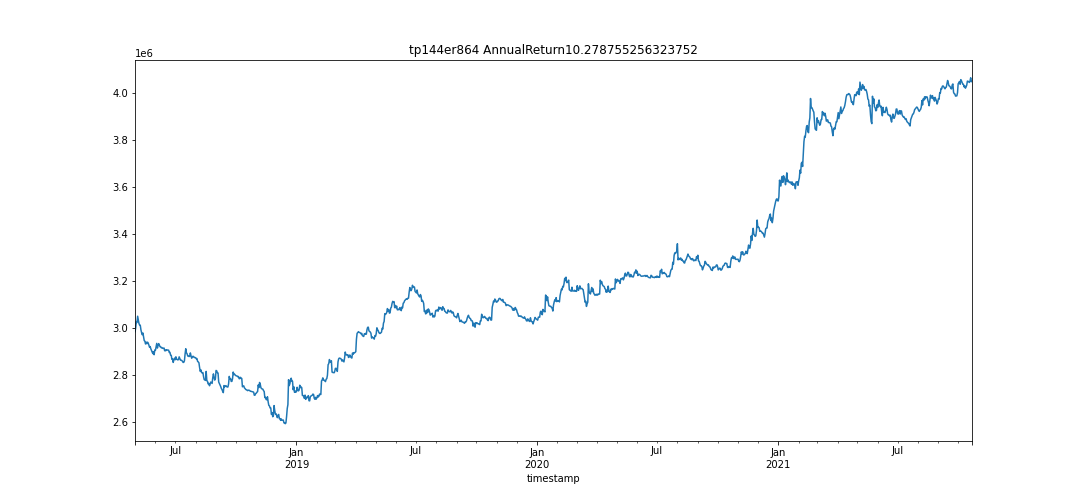 tp144er864 AnnualReturn10.278755256323752
1e6
4.0
3.8
3.6
3.4
3.2
3.0
2.8
2.6
Jul Jan Jul Jan Jul Jan Jul
2019 2020 2021
timestamp